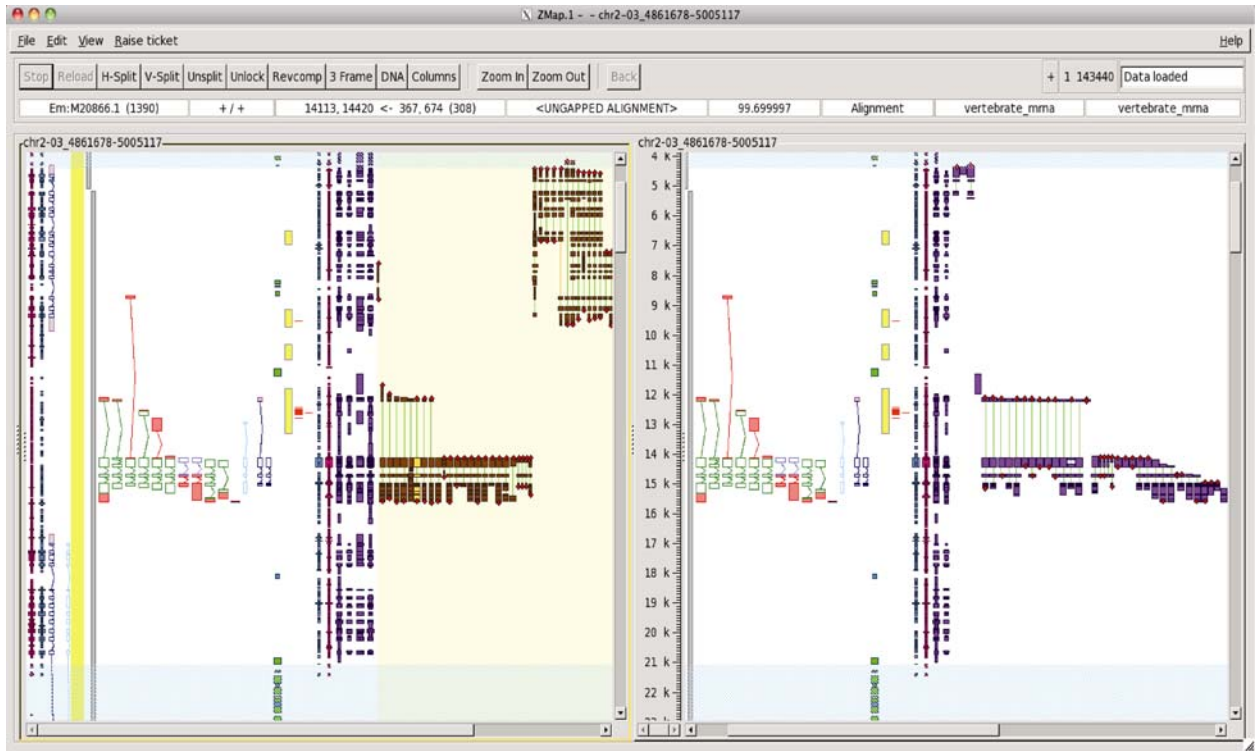 ZMap.1 - - chr2-03_4861678-5005117
File Edit View Raise ticket Help
Stop Reload H-Split V-Split Unsplit Unlock Revcomp 3 Frame DNA Columns Zoom In Zoom Out Back + 1 143440 Data loaded
Em:M20866.1 (1390) + / + 14113, 14420 <- 367, 674 (308) <UNGAPPED ALIGNMENT> 99.699997 Alignment vertebrate_mrna vertebrate_mrna
chr2-03_4861678-5005117 chr2-03_4861678-5005117
4 k
5 k
6 k
7 k
8 k
9 k
10 k
11 k
12 k
13 k
14 k
15 k
16 k
17 k
18 k
19 k
20 k
21 k
22 k